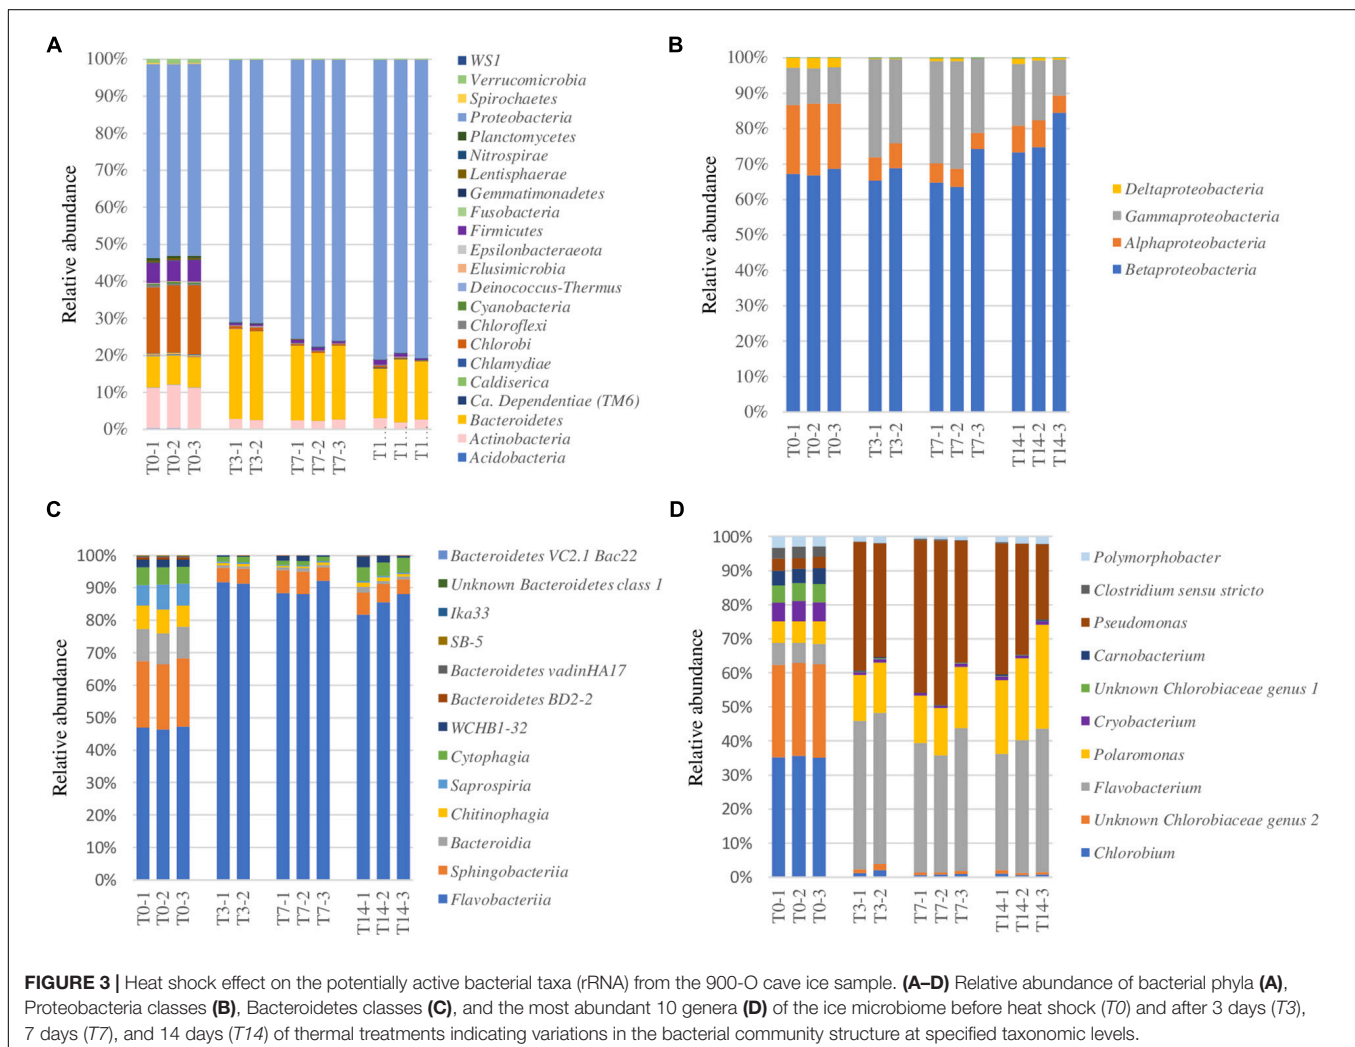 A
100%
90%
80%
70%
60%
50%
40%
30%
20%
10%
0%
Relative abundance
T0-1
T0-2
T0-3
T3-1
T3-2
T7-1
T7-2
T7-3
T1...
T1...
T1...
WS1
Verrucomicrobia
Spirochaetes
Proteobacteria
Planctomycetes
Nitrospirae
Lentisphaerae
Gemmatimonadetes
Fusobacteria
Firmicutes
Epsilonbacteraeota
Elusimicrobia
Deinococcus-Thermus
Cyanobacteria
Chloroflexi
Chlorobi
Chlamydiae
Caldiserica
Ca. Dependentiae (TM6)
Bacteroidetes
Actinobacteria
Acidobacteria
B
100%
90%
80%
70%
60%
50%
40%
30%
20%
10%
0%
Relative abundance
T0-1
T0-2
T0-3
T3-1
T3-2
T7-1
T7-2
T7-3
T14-1
T14-2
T14-3
Deltaproteobacteria
Gammaproteobacteria
Alphaproteobacteria
Betaproteobacteria
C
100%
90%
80%
70%
60%
50%
40%
30%
20%
10%
0%
Relative abundance
T0-1
T0-2
T0-3
T3-1
T3-2
T7-1
T7-2
T7-3
T14-1
T14-2
T14-3
Bacteroidetes VC2.1 Bac22
Unknown Bacteroidetes class 1
Ika33
SB-5
Bacteroidetes vadinHA17
Bacteroidetes BD2-2
WCHB1-32
Cytophagia
Saprospiria
Chitinophagia
Bacteroidia
Sphingobacteriia
Flavobacteriia
D
100%
90%
80%
70%
60%
50%
40%
30%
20%
10%
0%
Relative abundance
T0-1
T0-2
T0-3
T3-1
T3-2
T7-1
T7-2
T7-3
T14-1
T14-2
T14-3
Polymorphobacter
Clostridium sensu stricto
Pseudomonas
Carnobacterium
Unknown Chlorobiaceae genus 1
Cryobacterium
Polaromonas
Flavobacterium
Unknown Chlorobiaceae genus 2
Chlorobium
FIGURE 3 | Heat shock effect on the potentially active bacterial taxa (rRNA) from the 900-O cave ice sample. (A–D) Relative abundance of bacterial phyla (A),
Proteobacteria classes (B), Bacteroidetes classes (C), and the most abundant 10 genera (D) of the ice microbiome before heat shock (T0) and after 3 days (T3),
7 days (T7), and 14 days (T14) of thermal treatments indicating variations in the bacterial community structure at specified taxonomic levels.